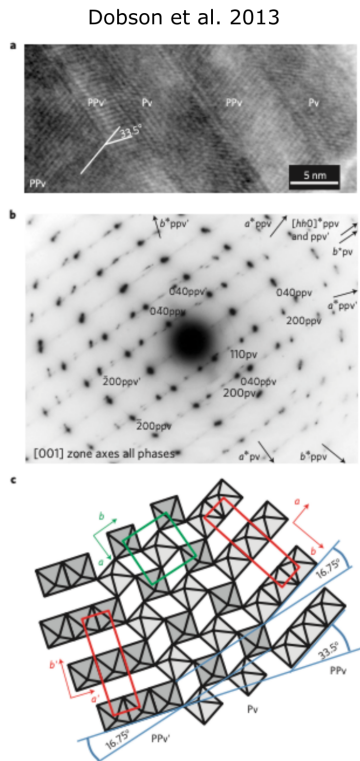 Dobson et al. 2013
a
PPv Pv PPv Pv
33.5°
PPv
5 nm
b
b*ppv' a*ppv [hh0]*ppv
and ppv'
b*pv
040ppv' 040ppv a*ppv'
040ppv 200ppv
110pv
200ppv' 040ppv
200pv
200ppv
[001] zone axes all phases a*pv b*ppv
c
b a
a b
16.75°
b'
a' 33.5°
Pv PPv
16.75° PPv'